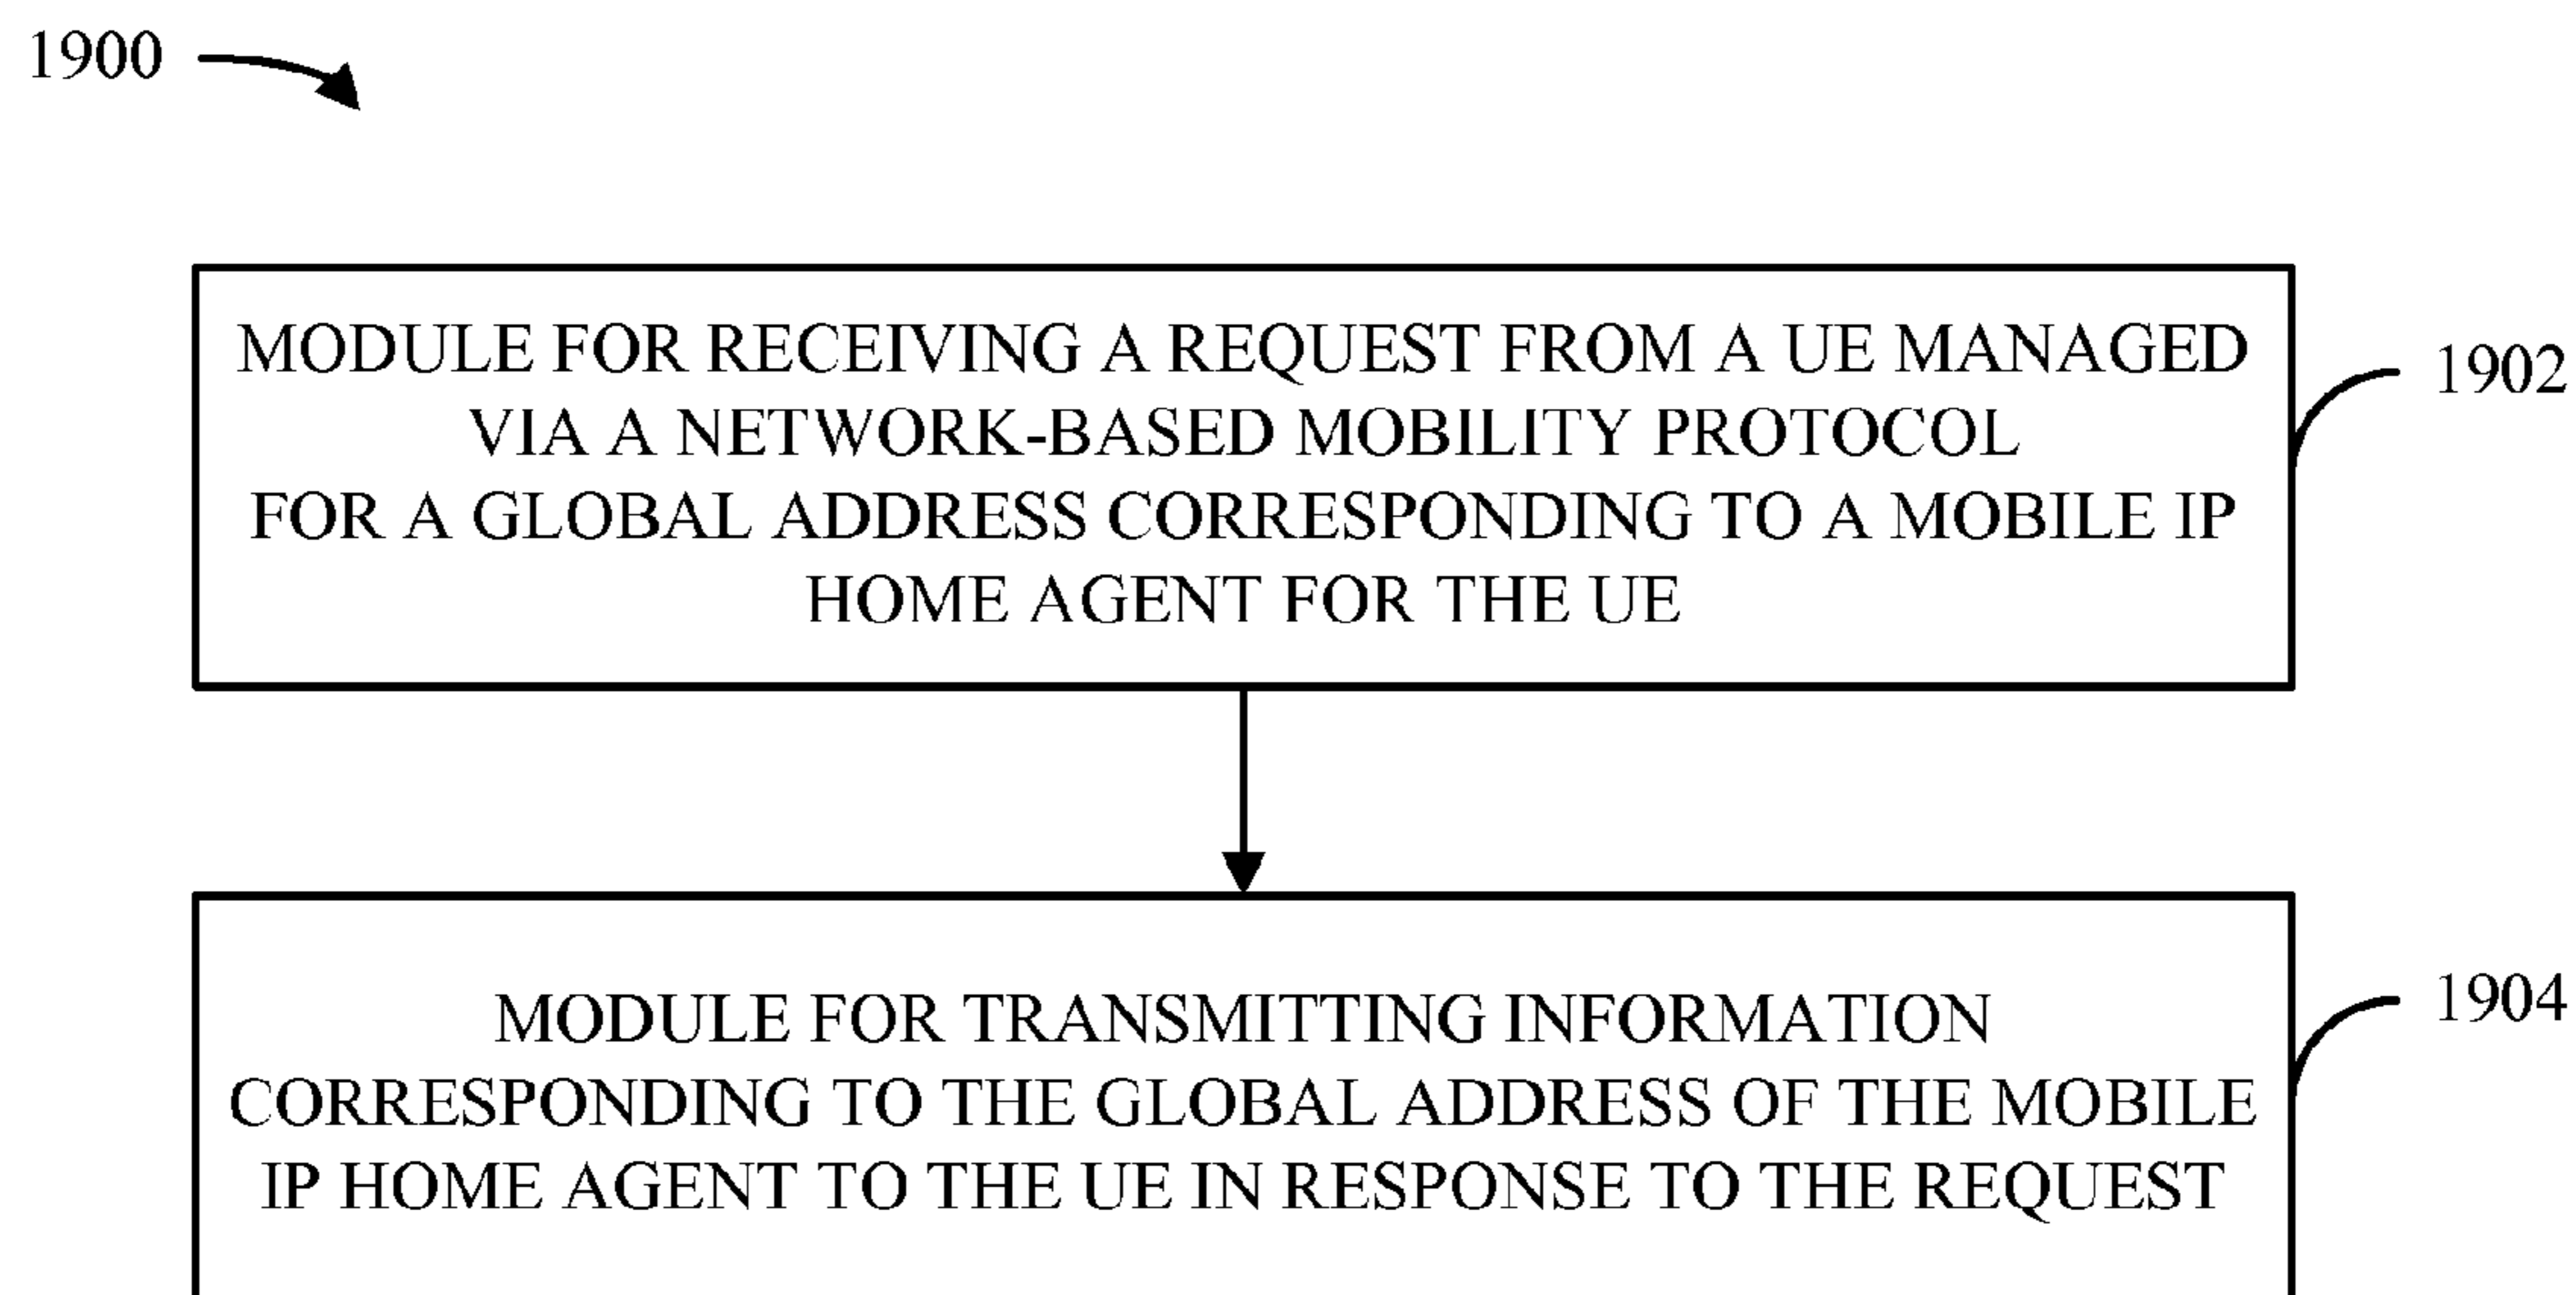 1900
MODULE FOR RECEIVING A REQUEST FROM A UE MANAGED
VIA A NETWORK-BASED MOBILITY PROTOCOL
FOR A GLOBAL ADDRESS CORRESPONDING TO A MOBILE IP
HOME AGENT FOR THE UE
1902
MODULE FOR TRANSMITTING INFORMATION
CORRESPONDING TO THE GLOBAL ADDRESS OF THE MOBILE
IP HOME AGENT TO THE UE IN RESPONSE TO THE REQUEST
1904